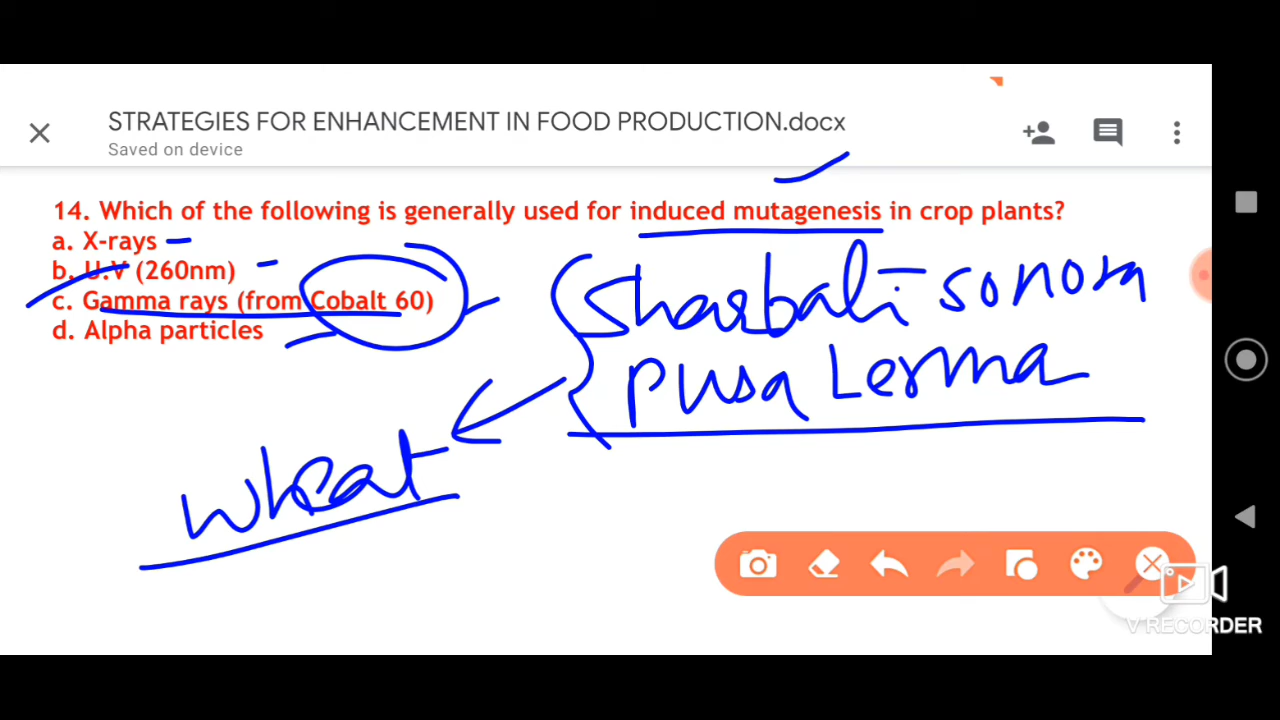 STRATEGIES FOR ENHANCEMENT IN FOOD PRODUCTION.docx
Saved on device
14. Which of the following is generally used for induced mutagenesis in crop plants?
a. X-rays
b. U.V (260nm)
c. Gamma rays (from Cobalt 60)
d. Alpha particles
Sharbati - sonora
pusa Lerma
wheat
V RECORDER